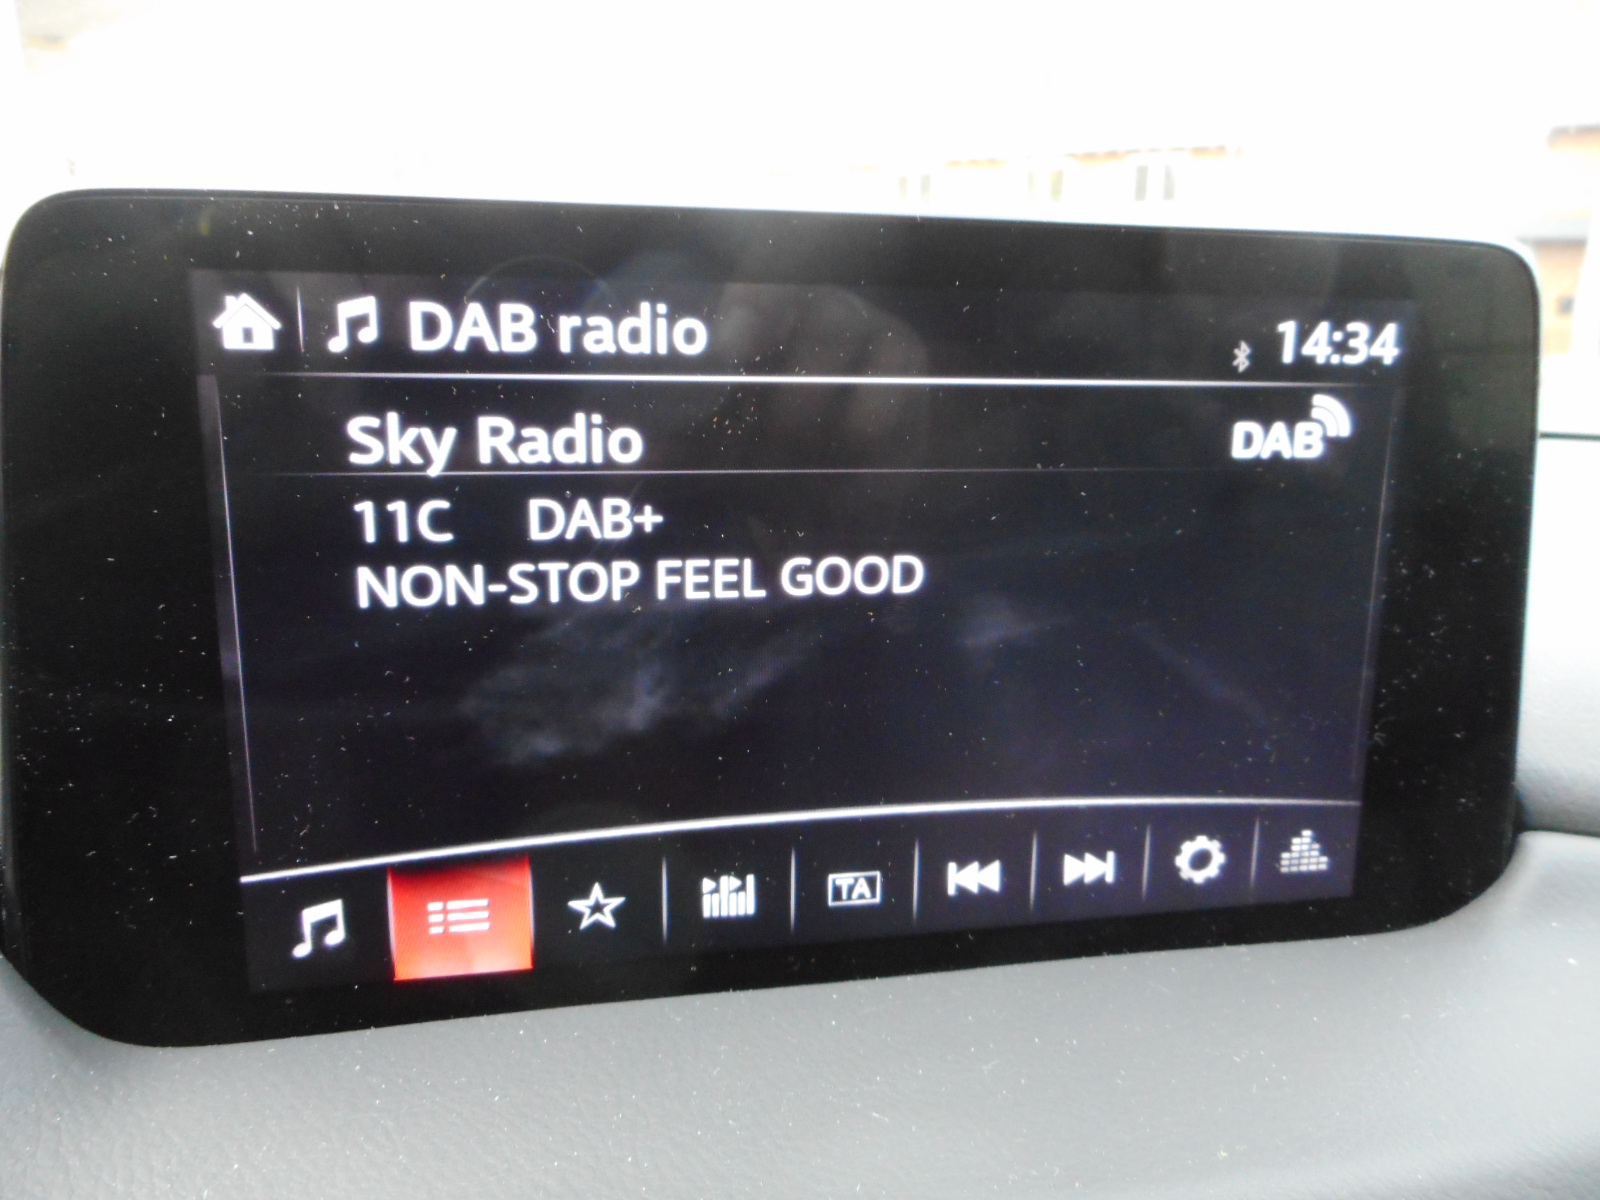 DAB radio
14:34
Sky Radio
DAB
11C DAB+
NON-STOP FEEL GOOD
TA